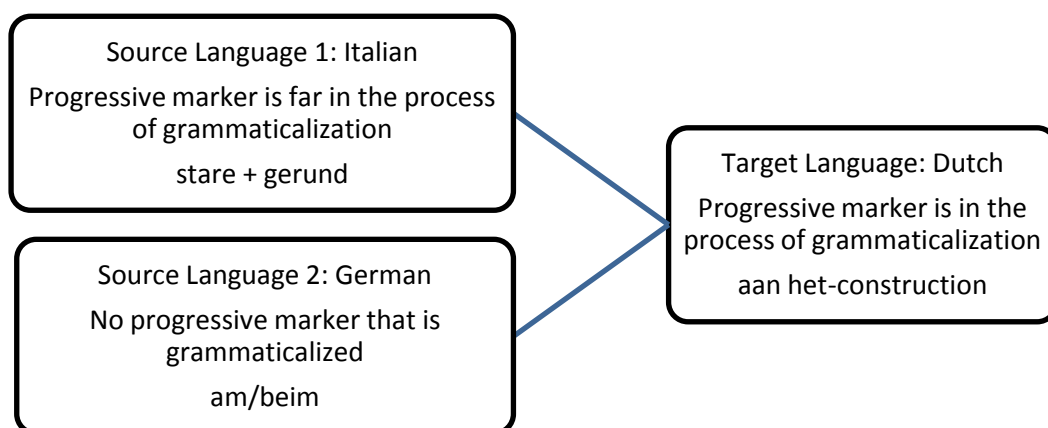 Source Language 1: Italian
Progressive marker is far in the process
of grammaticalization
stare + gerund
Source Language 2: German
No progressive marker that is
grammaticalized
am/beim
Target Language: Dutch
Progressive marker is in the
process of grammaticalization
aan het-construction